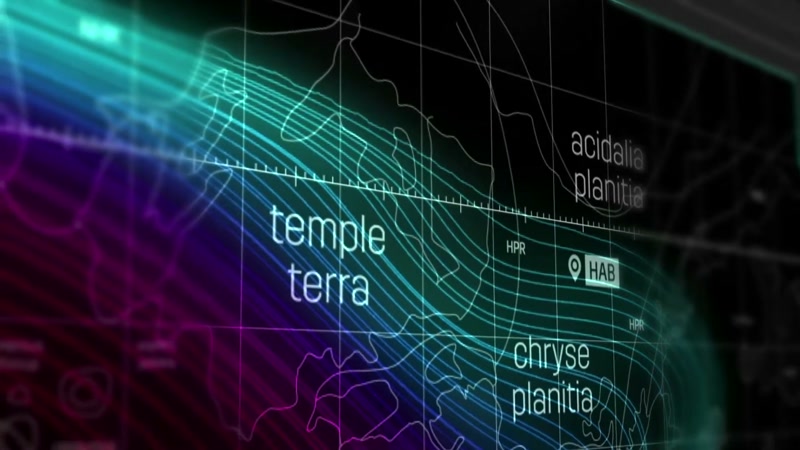 acidalia
planitia
temple
terra
HPR
HAB
HPR
chryse
planitia